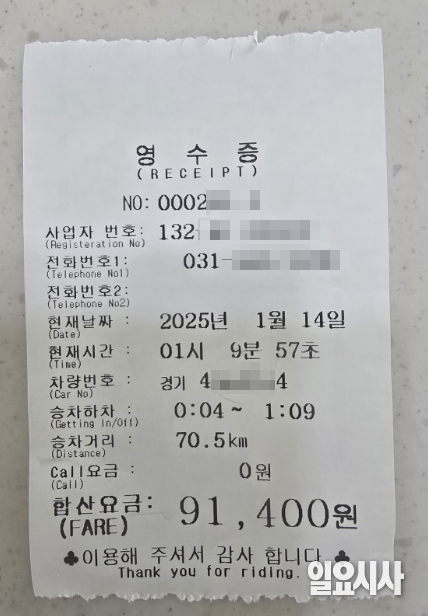 영 수 증
(RECEIPT)
NO: 0002
사업자 번호: 132-
(Registeration No)
전화번호1: 031-
(Telephone No1)
전화번호2:
(Telephone No2)
현재날짜 : 2025년 1월 14일
(Date)
현재시간 : 01시 9분 57초
(Time)
차량번호 : 경기 4 4
(Car No)
승차하차 : 0:04~ 1:09
(Getting In/Off)
승차거리 : 70.5km
(Distance)
Call요금 : 0원
(Call)
합산요금: 91,400원
(FARE)
♣이용해 주셔서 감사 합니다 ♣
Thank you for riding.
일요시사